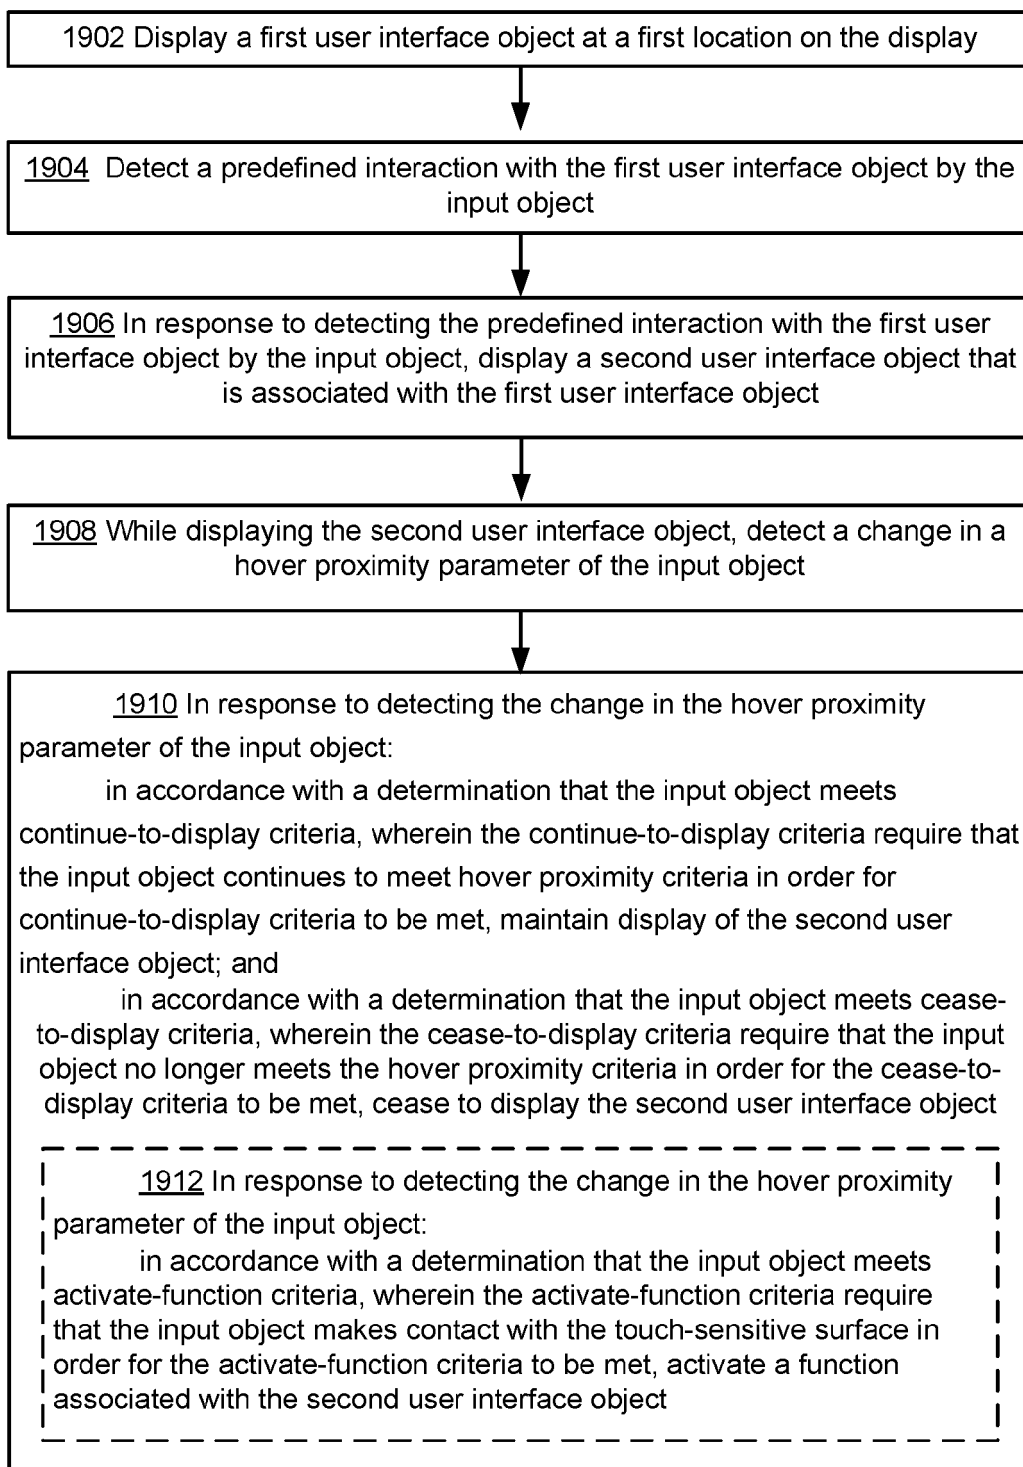 1902 Display a first user interface object at a first location on the display
1904 Detect a predefined interaction with the first user interface object by the
input object
1906 In response to detecting the predefined interaction with the first user
interface object by the input object, display a second user interface object that
is associated with the first user interface object
1908 While displaying the second user interface object, detect a change in a
hover proximity parameter of the input object
1910 In response to detecting the change in the hover proximity
parameter of the input object:
in accordance with a determination that the input object meets
continue-to-display criteria, wherein the continue-to-display criteria require that
the input object continues to meet hover proximity criteria in order for
continue-to-display criteria to be met, maintain display of the second user
interface object; and
in accordance with a determination that the input object meets cease-
to-display criteria, wherein the cease-to-display criteria require that the input
object no longer meets the hover proximity criteria in order for the cease-to-
display criteria to be met, cease to display the second user interface object
1912 In response to detecting the change in the hover proximity
parameter of the input object:
in accordance with a determination that the input object meets
activate-function criteria, wherein the activate-function criteria require
that the input object makes contact with the touch-sensitive surface in
order for the activate-function criteria to be met, activate a function
associated with the second user interface object